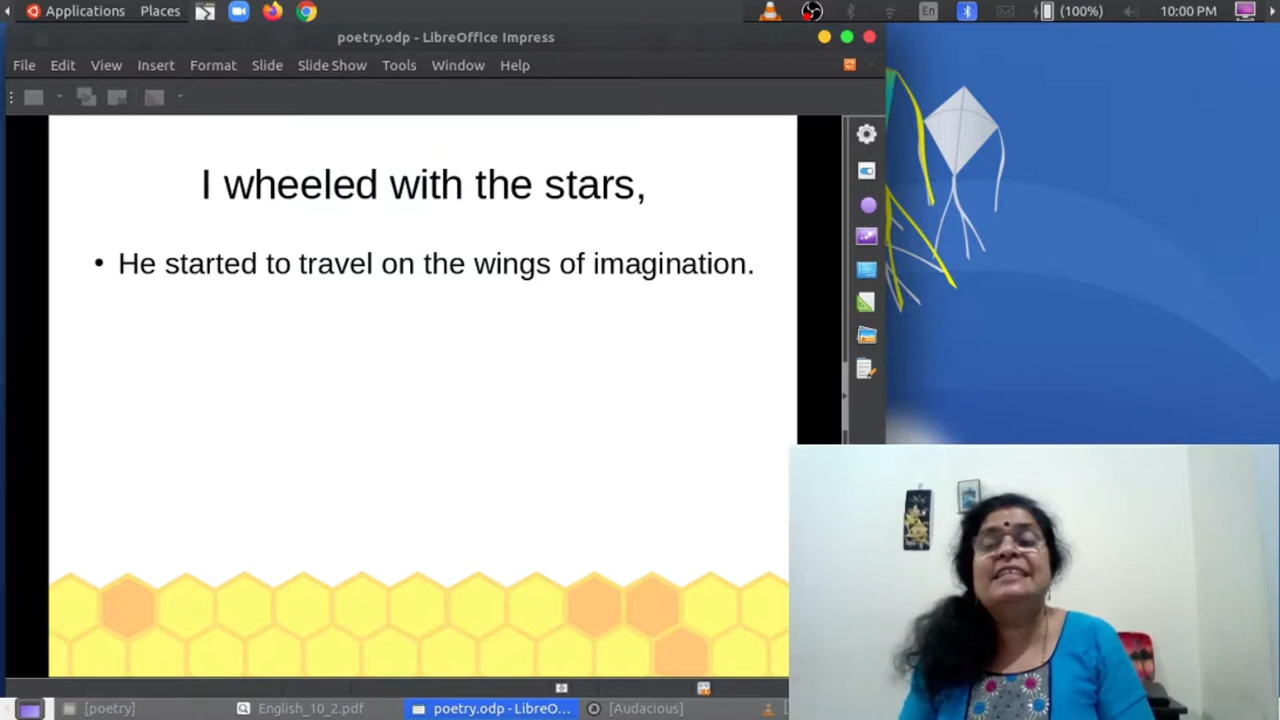 Applications Places En (100%) 10:00 PM
poetry.odp - LibreOffice Impress
File Edit View Insert Format Slide Slide Show Tools Window Help
I wheeled with the stars,
• He started to travel on the wings of imagination.
[poetry] English_10_2.pdf poetry.odp - LibreO... [Audacious] [